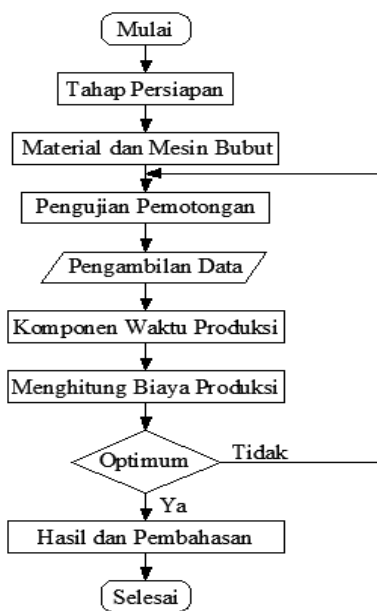 Mulai
Tahap Persiapan
Material dan Mesin Bubut
Pengujian Pemotongan
Pengambilan Data
Komponen Waktu Produksi
Menghitung Biaya Produksi
Optimum
Tidak
Ya
Hasil dan Pembahasan
Selesai